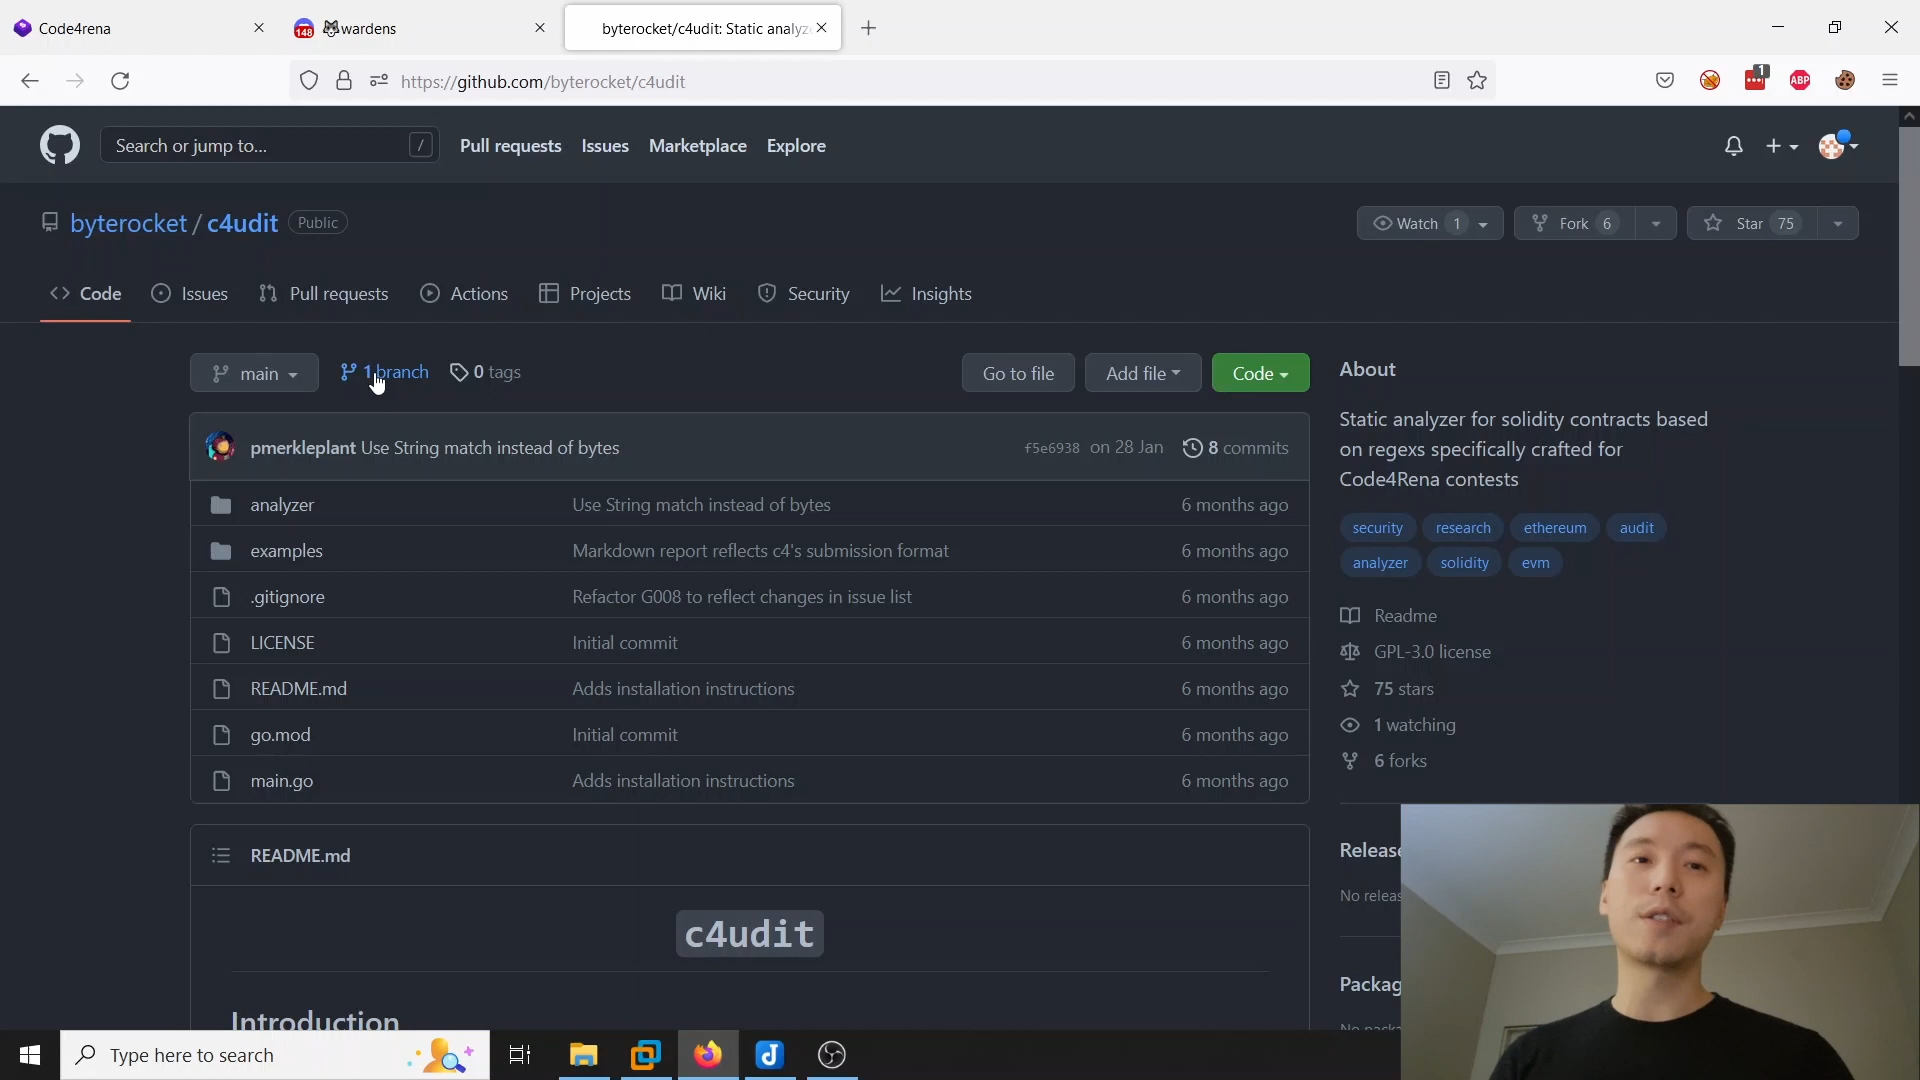 Code4rena
148
wardens
byterocket/c4udit: Static analyz
https://github.com/byterocket/c4udit
1
ABP
Search or jump to...
/
Pull requests
Issues
Marketplace
Explore
byterocket / c4udit
Public
Watch 1
Fork 6
Star 75
Code
Issues
Pull requests
Actions
Projects
Wiki
Security
Insights
main
1 branch
0 tags
Go to file
Add file
Code
pmerkleplant Use String match instead of bytes
f5e6938 on 28 Jan
8 commits
analyzer
Use String match instead of bytes
6 months ago
examples
Markdown report reflects c4's submission format
6 months ago
.gitignore
Refactor G008 to reflect changes in issue list
6 months ago
LICENSE
Initial commit
6 months ago
README.md
Adds installation instructions
6 months ago
go.mod
Initial commit
6 months ago
main.go
Adds installation instructions
6 months ago
README.md
c4udit
Introduction
About
Static analyzer for solidity contracts based
on regexs specifically crafted for
Code4Rena contests
security
research
ethereum
audit
analyzer
solidity
evm
Readme
GPL-3.0 license
75 stars
1 watching
6 forks
Release
No releas
Packag
Type here to search